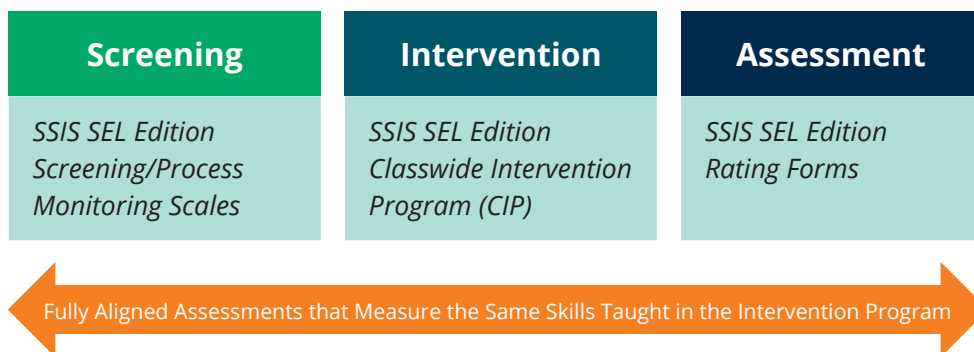 Screening
SSIS SEL Edition
Screening/Process
Monitoring Scales
Intervention
SSIS SEL Edition
Classwide Intervention
Program (CIP)
Assessment
SSIS SEL Edition
Rating Forms
Fully Aligned Assessments that Measure the Same Skills Taught in the Intervention Program